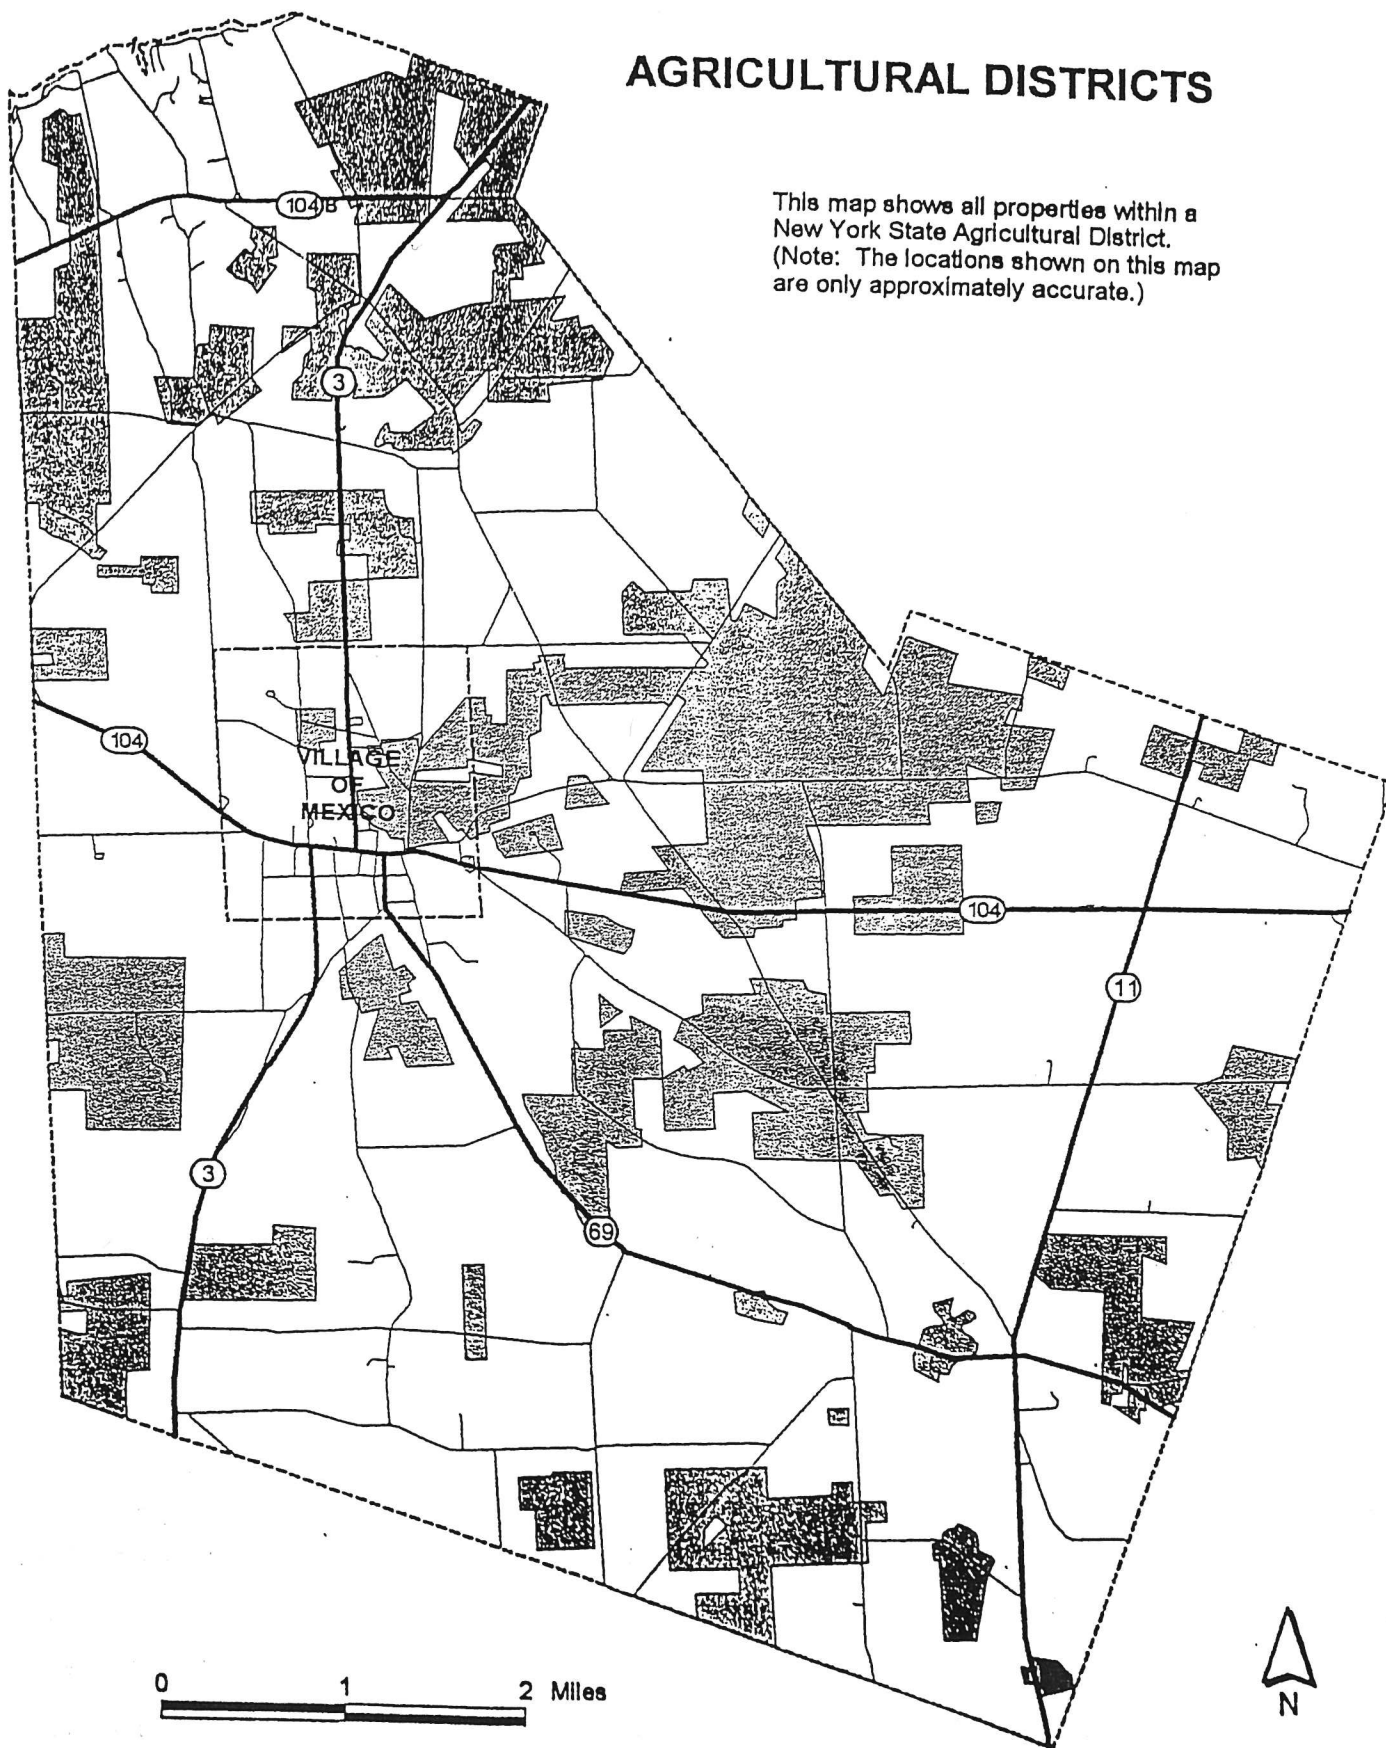 AGRICULTURAL DISTRICTS
This map shows all properties within a
New York State Agricultural District.
(Note: The locations shown on this map
are only approximately accurate.)
104B
3
104
VILLAGE
OF
MEXICO
104
11
3
69
0 1 2 Miles
N